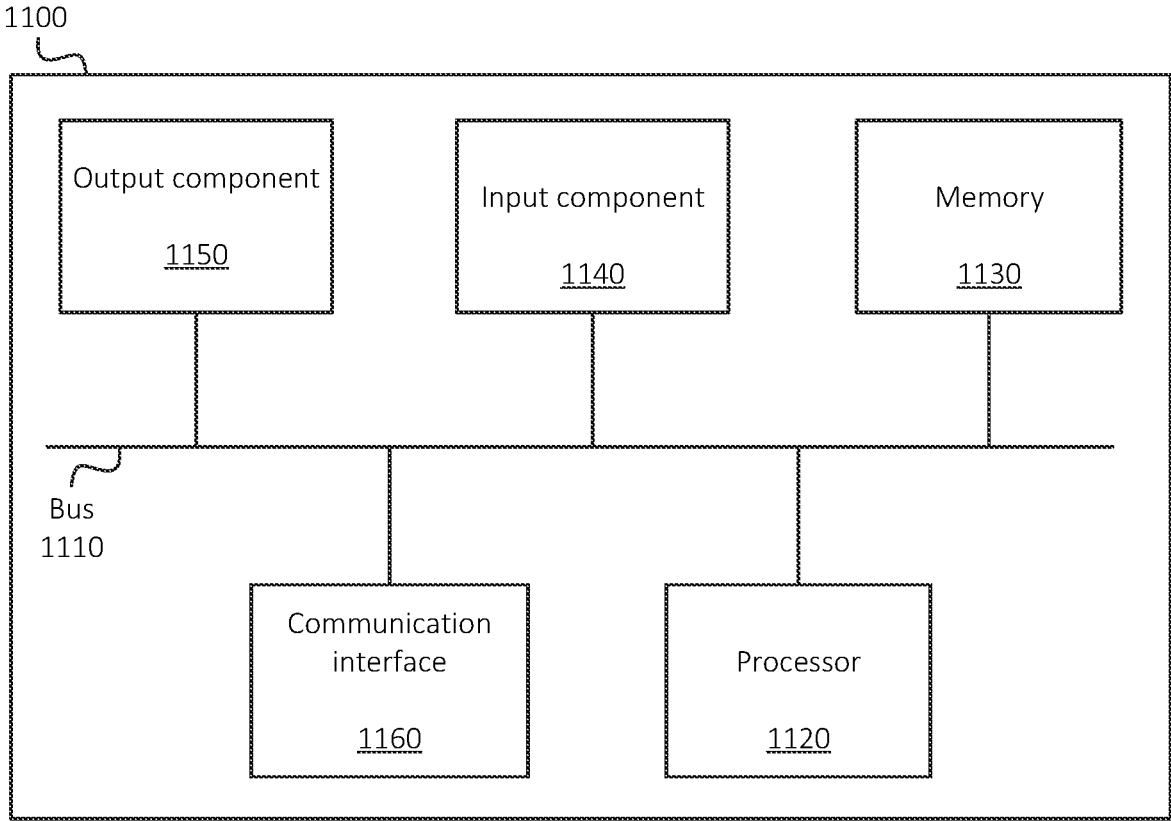 1100
Output component
1150
Input component
1140
Memory
1130
Bus
1110
Communication
interface
1160
Processor
1120